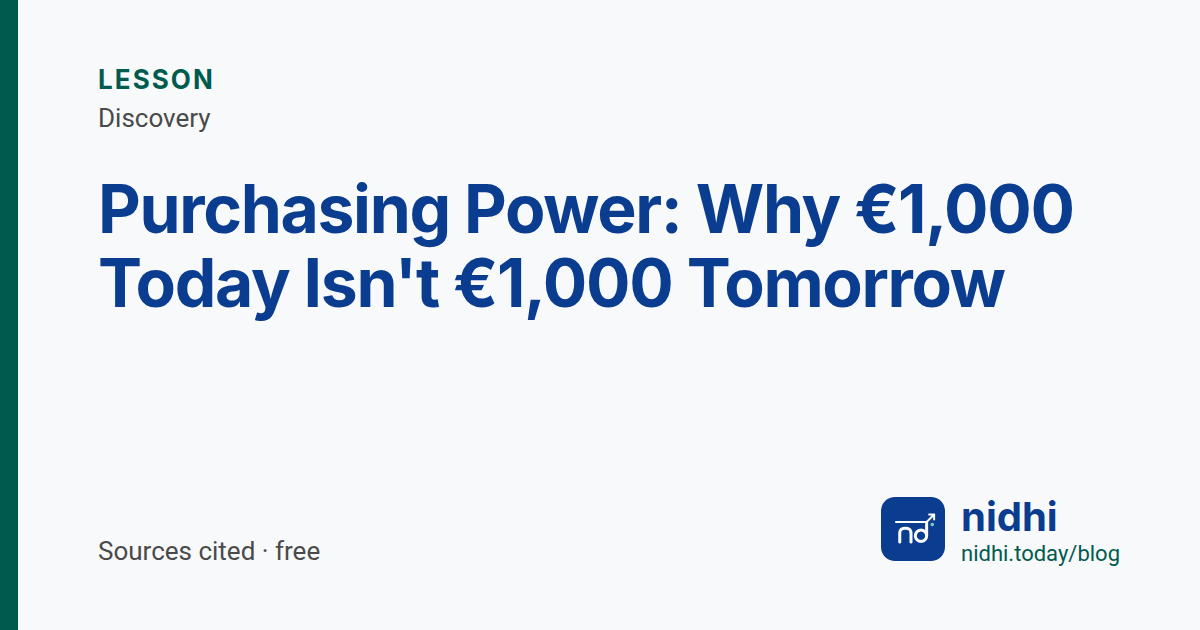 LESSON
Discovery
Purchasing Power: Why €1,000
Today Isn't €1,000 Tomorrow
Sources cited · free
nd
nidhi
nidhi.today/blog